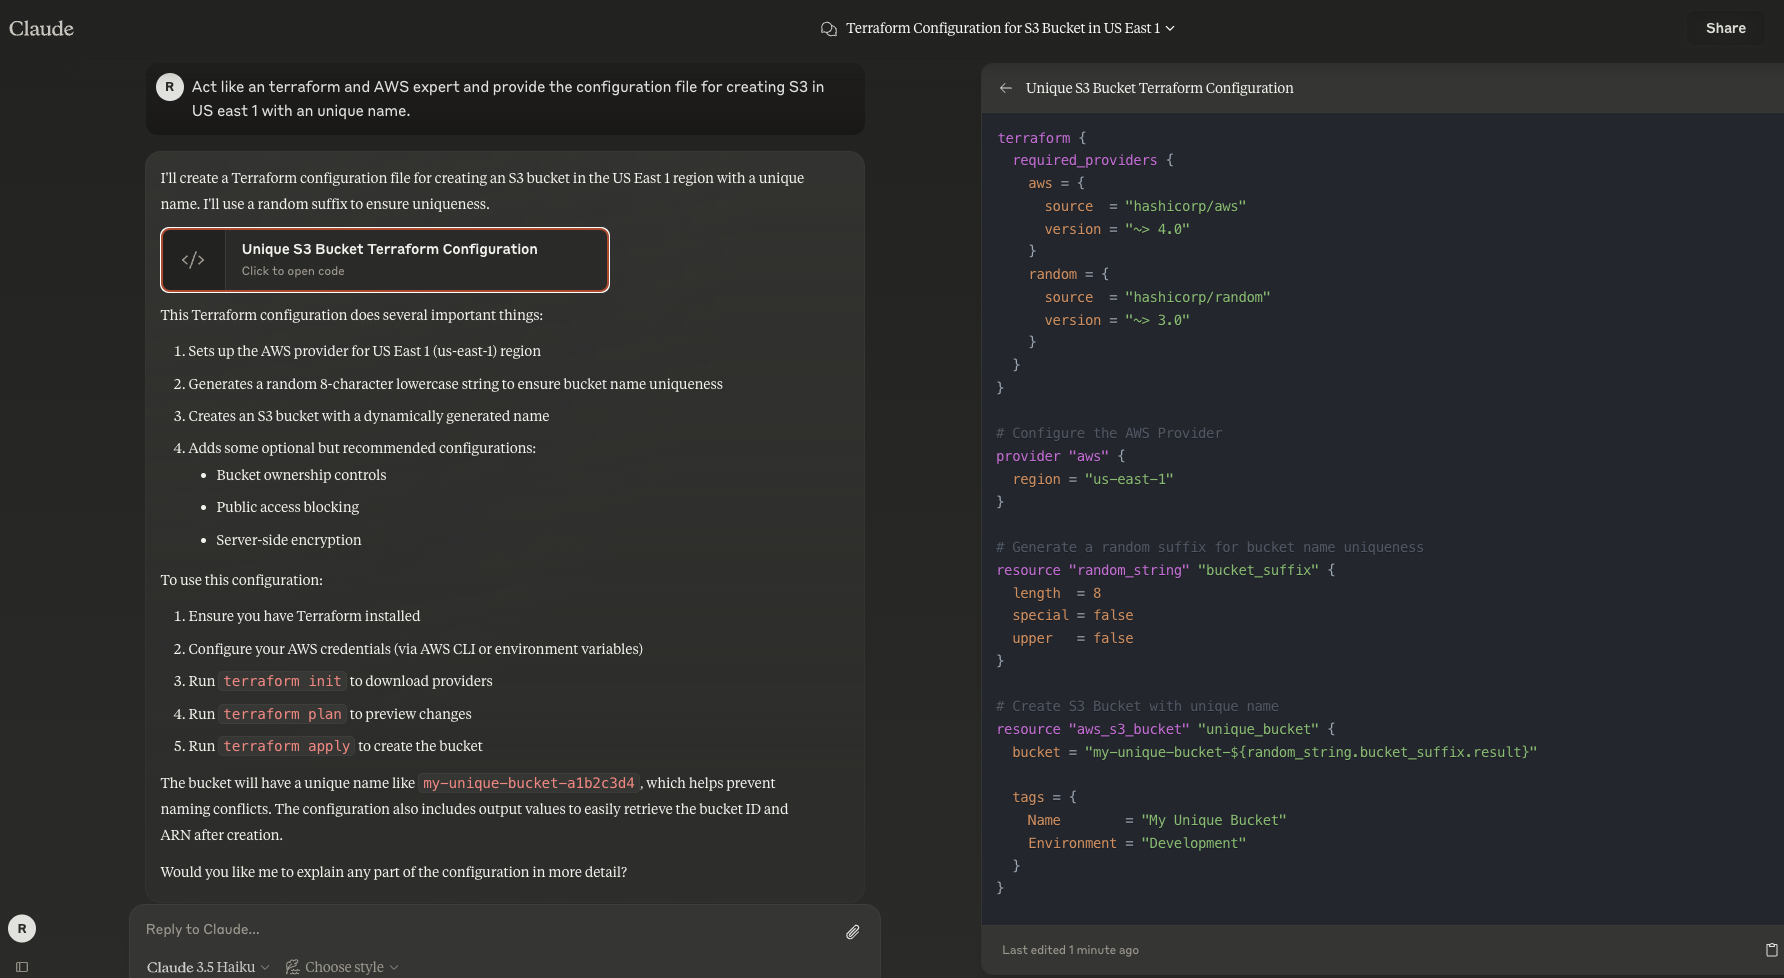 Claude
Terraform Configuration for S3 Bucket in US East 1
Share
R
Act like an terraform and AWS expert and provide the configuration file for creating S3 in
US east 1 with an unique name.
I'll create a Terraform configuration file for creating an S3 bucket in the US East 1 region with a unique
name. I'll use a random suffix to ensure uniqueness.
</>
Unique S3 Bucket Terraform Configuration
Click to open code
This Terraform configuration does several important things:
1. Sets up the AWS provider for US East 1 (us-east-1) region
2. Generates a random 8-character lowercase string to ensure bucket name uniqueness
3. Creates an S3 bucket with a dynamically generated name
4. Adds some optional but recommended configurations:
• Bucket ownership controls
• Public access blocking
• Server-side encryption
To use this configuration:
1. Ensure you have Terraform installed
2. Configure your AWS credentials (via AWS CLI or environment variables)
3. Run terraform init to download providers
4. Run terraform plan to preview changes
5. Run terraform apply to create the bucket
The bucket will have a unique name like my-unique-bucket-a1b2c3d4, which helps prevent
naming conflicts. The configuration also includes output values to easily retrieve the bucket ID and
ARN after creation.
Would you like me to explain any part of the configuration in more detail?
R
Reply to Claude...
Claude 3.5 Haiku
Choose style
Unique S3 Bucket Terraform Configuration
terraform {
  required_providers {
    aws = {
      source  = "hashicorp/aws"
      version = "~> 4.0"
    }
    random = {
      source  = "hashicorp/random"
      version = "~> 3.0"
    }
  }
}
# Configure the AWS Provider
provider "aws" {
  region = "us-east-1"
}
# Generate a random suffix for bucket name uniqueness
resource "random_string" "bucket_suffix" {
  length  = 8
  special = false
  upper   = false
}
# Create S3 Bucket with unique name
resource "aws_s3_bucket" "unique_bucket" {
  bucket = "my-unique-bucket-${random_string.bucket_suffix.result}"
  tags = {
    Name        = "My Unique Bucket"
    Environment = "Development"
  }
}
Last edited 1 minute ago